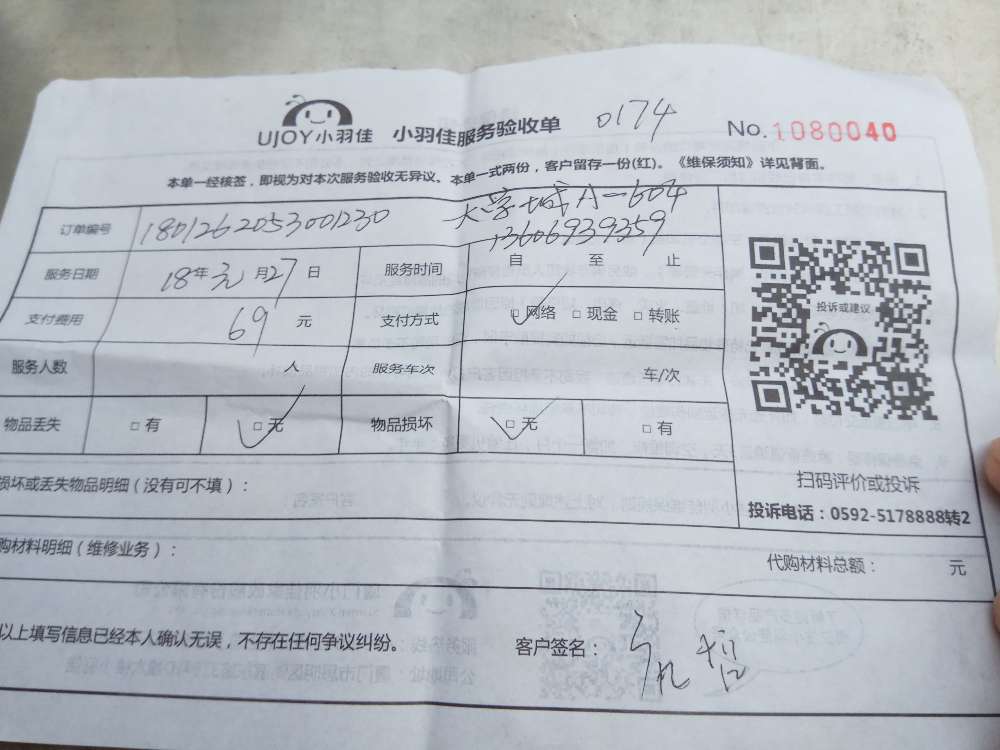 UJOY小羽佳 小羽佳服务验收单 0174 No.1080040
本单一经核签，即视为对本次服务验收无异议、本单一式两份，客户留存一份(红)。《维保须知》详见背面。
订单编号 1801262053001230 大学城A一604
13606939359
服务日期 18年元月27日 服务时间 自 至 止
支付费用 69 元 支付方式 □网络 □现金 □转账
投诉或建议
服务人数 人 服务车次 车/次
物品丢失 □有 □无 物品损坏 □无 □有
损坏或丢失物品明细（没有可不填）：
扫码评价或投诉
投诉电话：0592-5178888转2
购材料明细（维修业务）：
代购材料总额： 元
以上填写信息已经本人确认无误，不存在任何争议纠纷。 客户签名：